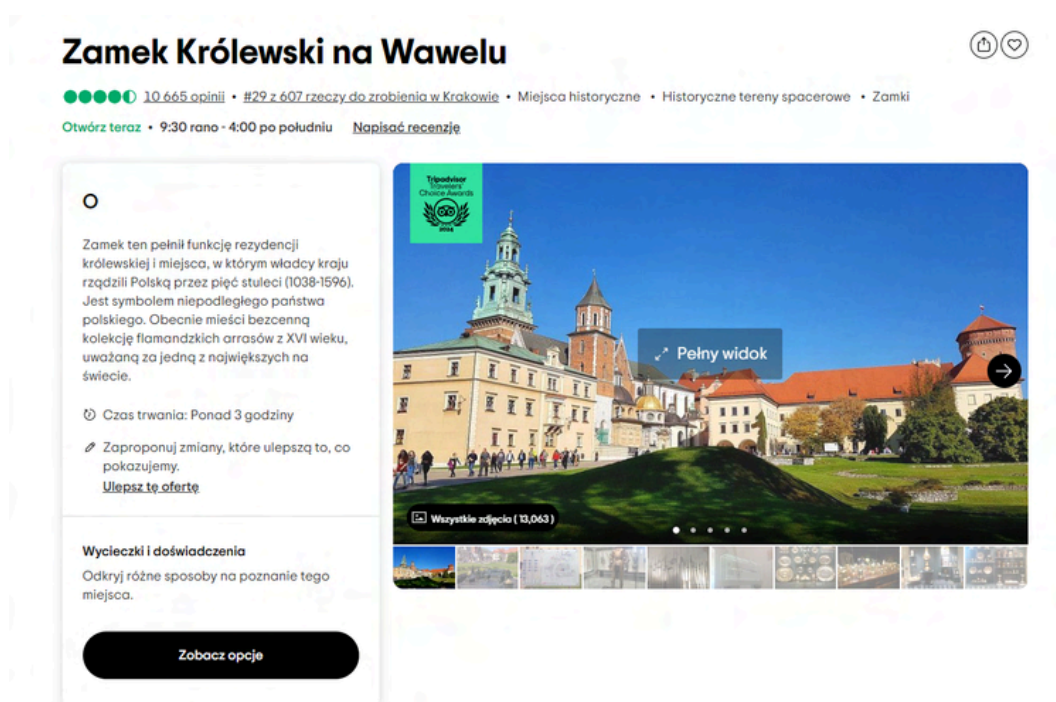 Zamek Królewski na Wawelu
10 665 opinii • #29 z 607 rzeczy do zrobienia w Krakowie • Miejsca historyczne • Historyczne tereny spacerowe • Zamki
Otwórz teraz • 9:30 rano - 4:00 po południu Napisać recenzję
O
Zamek ten pełnił funkcję rezydencji
królewskiej i miejsca, w którym władcy kraju
rządzili Polską przez pięć stuleci (1038-1596).
Jest symbolem niepodległego państwa
polskiego. Obecnie mieści bezcenną
kolekcję flamandzkich arrasów z XVI wieku,
uważaną za jedną z największych na
świecie.
Czas trwania: Ponad 3 godziny
Zaproponuj zmiany, które ulepszą to, co
pokazujemy.
Ulepsz tę ofertę
Wycieczki i doświadczenia
Odkryj różne sposoby na poznanie tego
miejsca.
Zobacz opcje
Tripadvisor
Travelers'
Choice Awards
2024
Pełny widok
Wszystkie zdjęcia ( 13,063 )